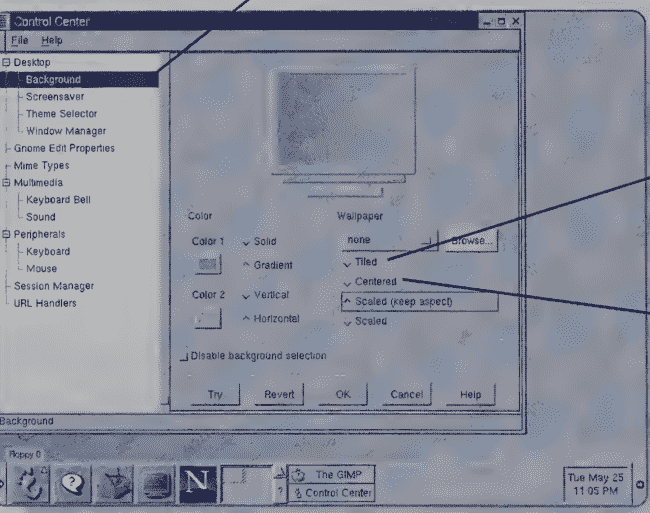 Control Center
File Help
Desktop
Background
Screensaver
Theme Selector
Window Manager
Gnome Edit Properties
Mime Types
Multimedia
Keyboard Bell
Sound
Peripherals
Keyboard
Mouse
Session Manager
URL Handlers
Color
Color 1
Solid
Gradient
Color 2
Vertical
Horizontal
Wallpaper
none
Browse...
Tiled
Centered
Scaled (keep aspect)
Scaled
Disable background selection
Try Revert OK Cancel Help
Background
Floppy 0
N
?
The GIMP
Control Center
Tue May 25
11:05 PM